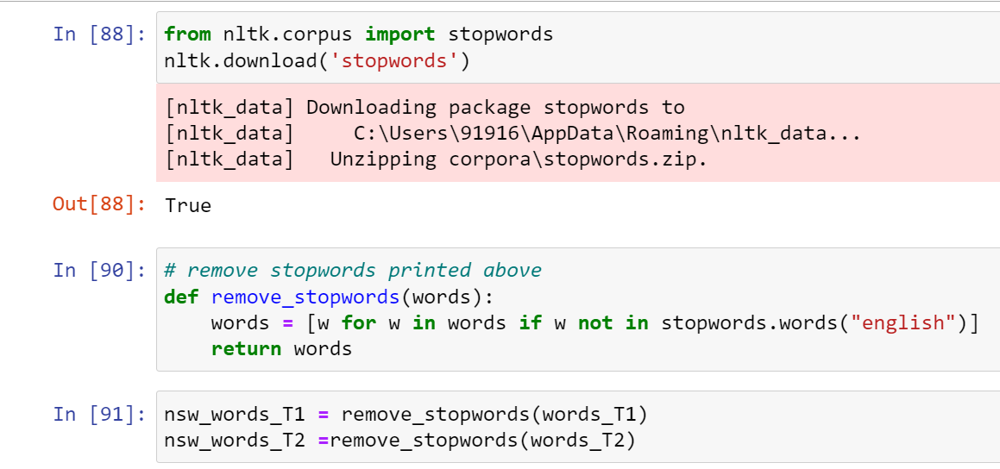 In [88]: from nltk.corpus import stopwords
nltk.download('stopwords')
[nltk_data] Downloading package stopwords to
[nltk_data]     C:\Users\91916\AppData\Roaming\nltk_data...
[nltk_data]   Unzipping corpora\stopwords.zip.
Out[88]: True
In [90]: # remove stopwords printed above
def remove_stopwords(words):
    words = [w for w in words if w not in stopwords.words("english")]
    return words
In [91]: nsw_words_T1 = remove_stopwords(words_T1)
nsw_words_T2 =remove_stopwords(words_T2)